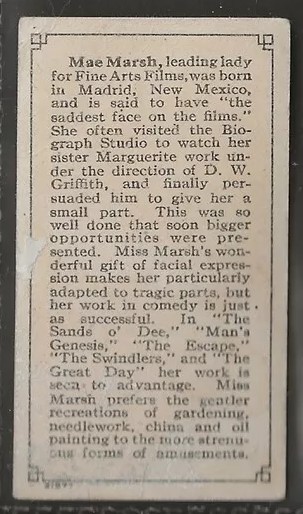 Mae Marsh, leading lady
for Fine Arts Films, was born
in Madrid, New Mexico,
and is said to have "the
saddest face on the films."
She often visited the Bio-
graph Studio to watch her
sister Marguerite work un-
der the direction of D. W.
Griffith, and finally per-
suaded him to give her a
small part. This was so
well done that soon bigger
opportunities were pre-
sented. Miss Marsh's won-
derful gift of facial expres-
sion makes her particularly
adapted to tragic parts, but
her work in comedy is just
as successful. In "The
Sands o' Dee," "Man's
Genesis," "The Escape,"
"The Swindlers," and "The
Great Day" her work is
seen to advantage. Miss
Marsh prefers the gentler
recreations of gardening,
needlework, china and oil
painting to the more strenu-
ous forms of amusements.